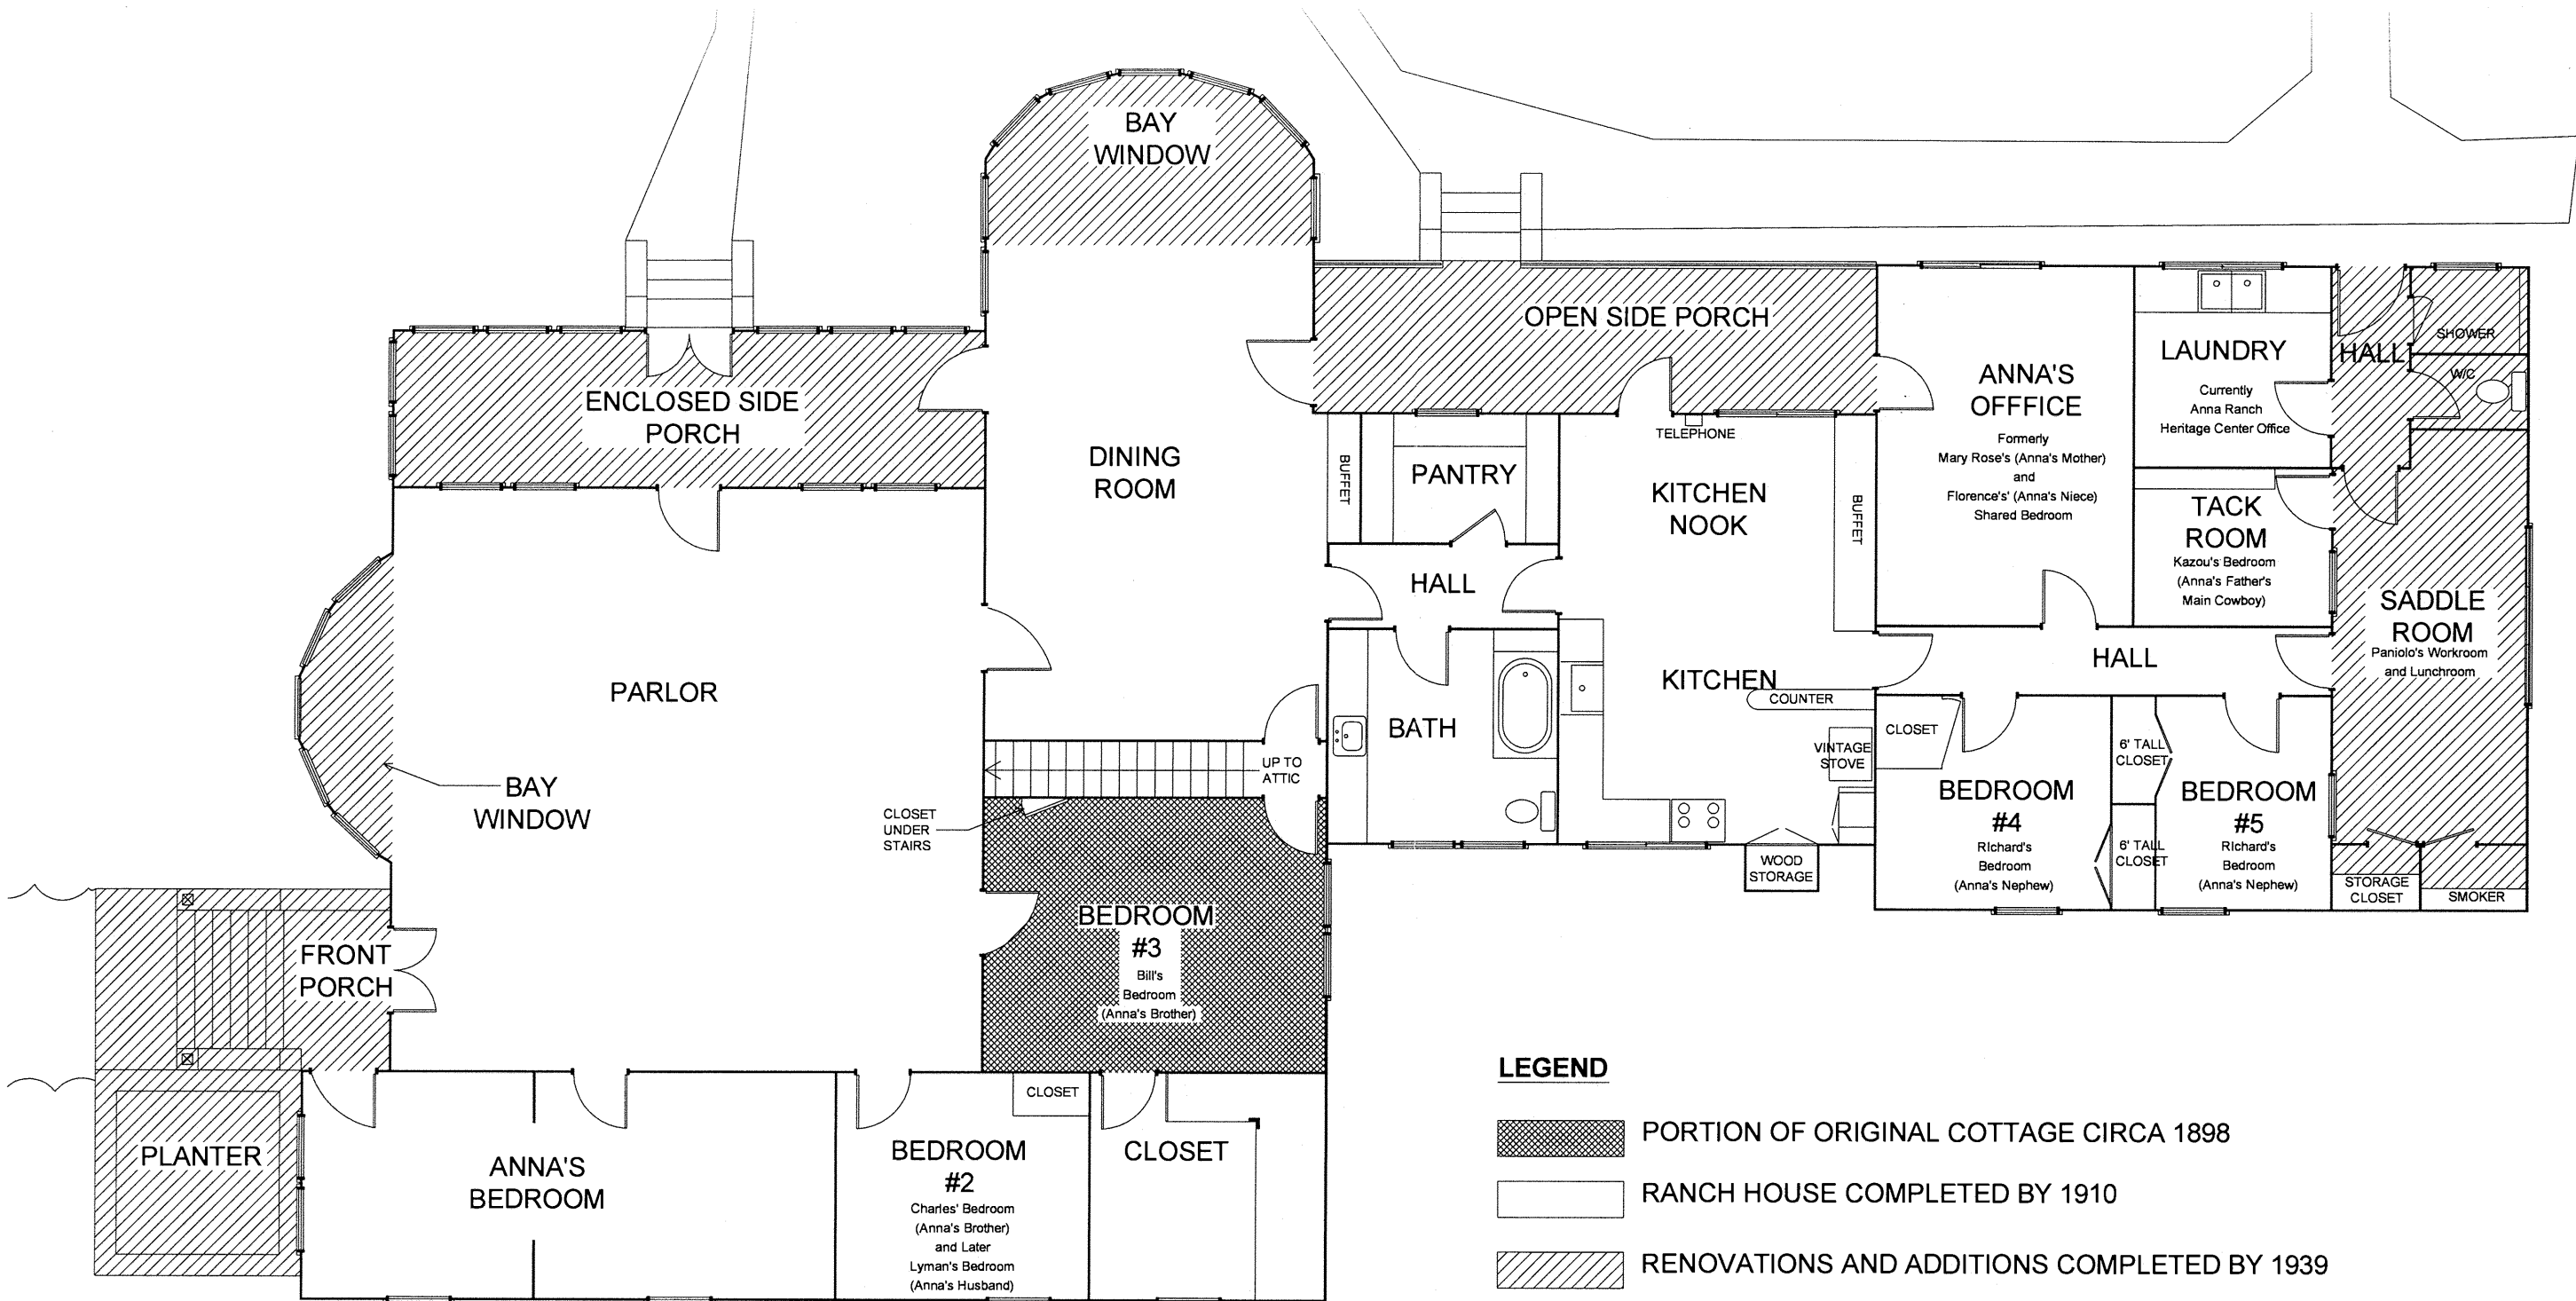 BAY
WINDOW
ENCLOSED SIDE
PORCH
OPEN SIDE PORCH
DINING
ROOM
BUFFET
PANTRY
TELEPHONE
KITCHEN
NOOK
BUFFET
ANNA'S
OFFFICE
Formerly
Mary Rose's (Anna's Mother)
and
Florence's' (Anna's Niece)
Shared Bedroom
LAUNDRY
Currently
Anna Ranch
Heritage Center Office
HALL
SHOWER
W/C
TACK
ROOM
Kazou's Bedroom
(Anna's Father's
Main Cowboy)
SADDLE
ROOM
Paniolo's Workroom
and Lunchroom
HALL
HALL
PARLOR
BAY
WINDOW
KITCHEN
COUNTER
BATH
VINTAGE
STOVE
UP TO
ATTIC
CLOSET
UNDER
STAIRS
CLOSET
6' TALL
CLOSET
6' TALL
CLOSET
BEDROOM
#4
RIchard's
Bedroom
(Anna's Nephew)
BEDROOM
#5
RIchard's
Bedroom
(Anna's Nephew)
WOOD
STORAGE
STORAGE
CLOSET
SMOKER
BEDROOM
#3
Bill's
Bedroom
(Anna's Brother)
FRONT
PORCH
PLANTER
ANNA'S
BEDROOM
BEDROOM
#2
Charles' Bedroom
(Anna's Brother)
and Later
Lyman's Bedroom
(Anna's Husband)
CLOSET
CLOSET
LEGEND
PORTION OF ORIGINAL COTTAGE CIRCA 1898
RANCH HOUSE COMPLETED BY 1910
RENOVATIONS AND ADDITIONS COMPLETED BY 1939